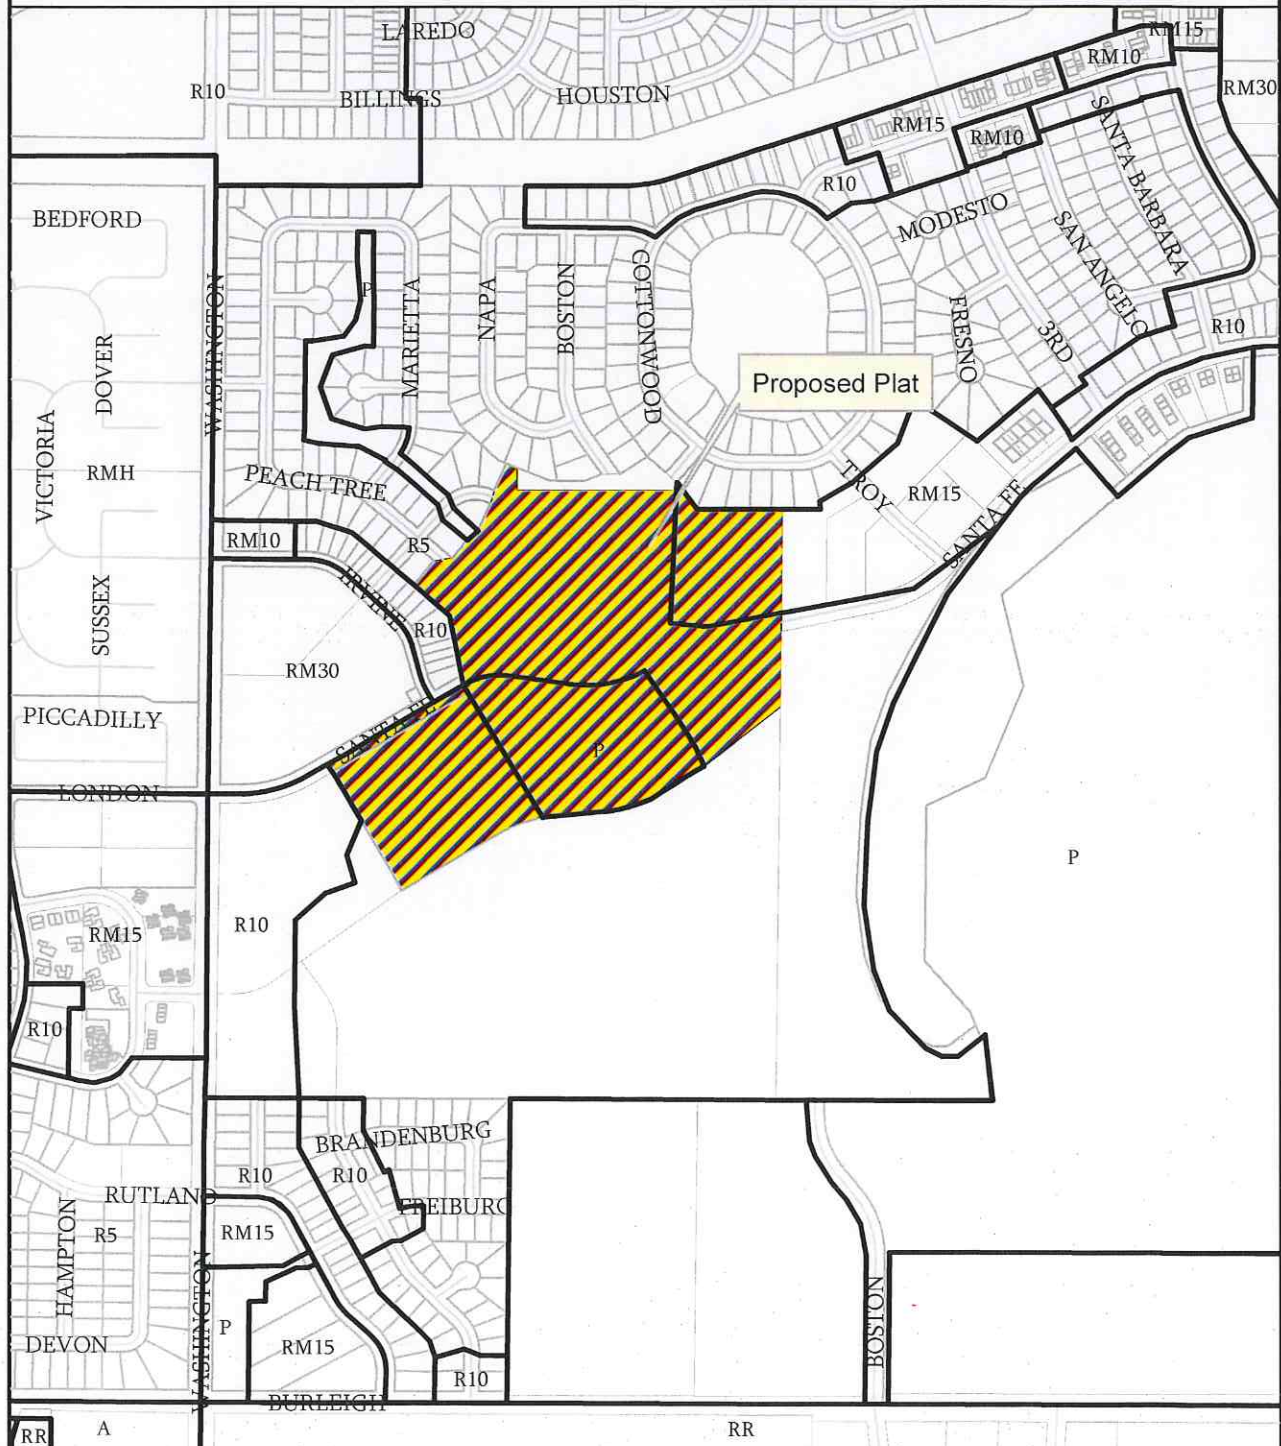 LAREDO
RM15
RM10
R10
BILLINGS
HOUSTON
RM30
RM15
RM10
SANTA BARBARA
R10
BEDFORD
MODESTO
SAN ANGELO
WASHINGTON
P
MARIETTA
NAPA
BOSTON
COTTONWOOD
FRESNO
3RD
R10
DOVER
Proposed Plat
VICTORIA
RMH
PEACH TREE
TROY
RM15
SANTA FE
RM10
R5
IRVINE
SUSSEX
R10
RM30
PICCADILLY
SANTA FE
P
LONDON
P
R10
RM15
R10
BRANDENBURG
R10
R10
RUTLAND
FREIBURG
HAMPTON
R5
RM15
WASHINGTON
P
BOSTON
DEVON
RM15
R10
BURLEIGH
RR
A
RR